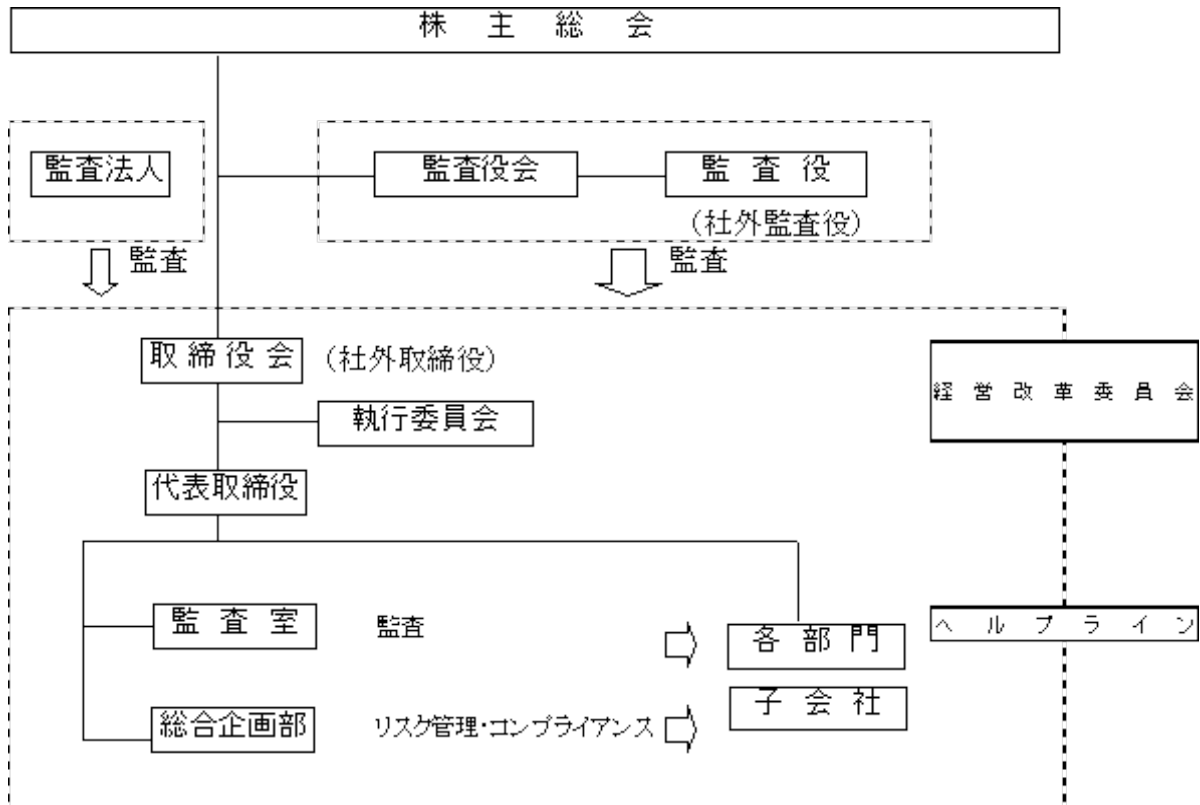 株主総会
監査法人
監査役会
監査役
（社外監査役）
監査
監査
取締役会
（社外取締役）
経営改革委員会
執行委員会
代表取締役
監査室
監査
各部門
ヘルプライン
子会社
総合企画部
リスク管理・コンプライアンス